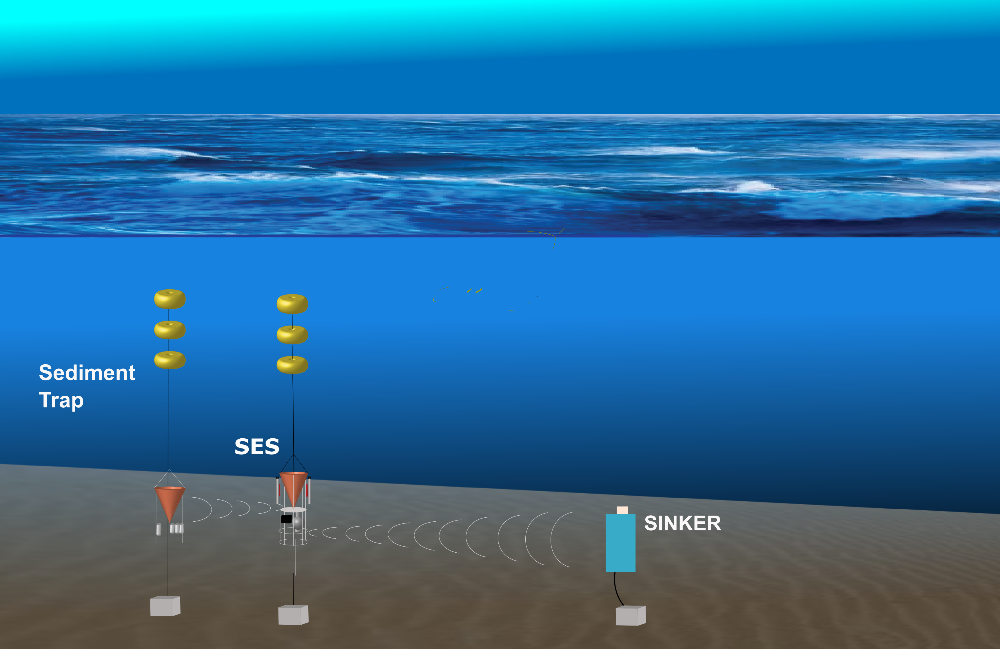 Sediment
Trap
SES
SINKER